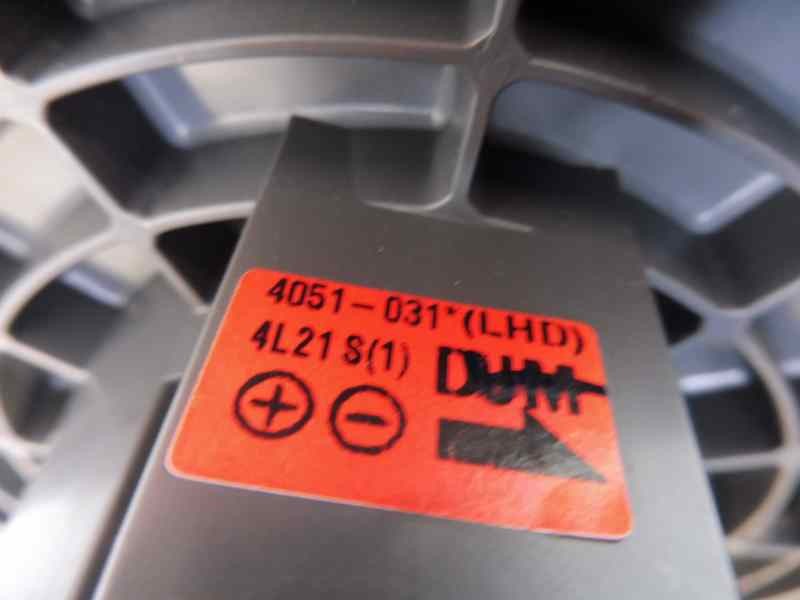 4051-031*(LHD)
4L21 S(1)
+ -